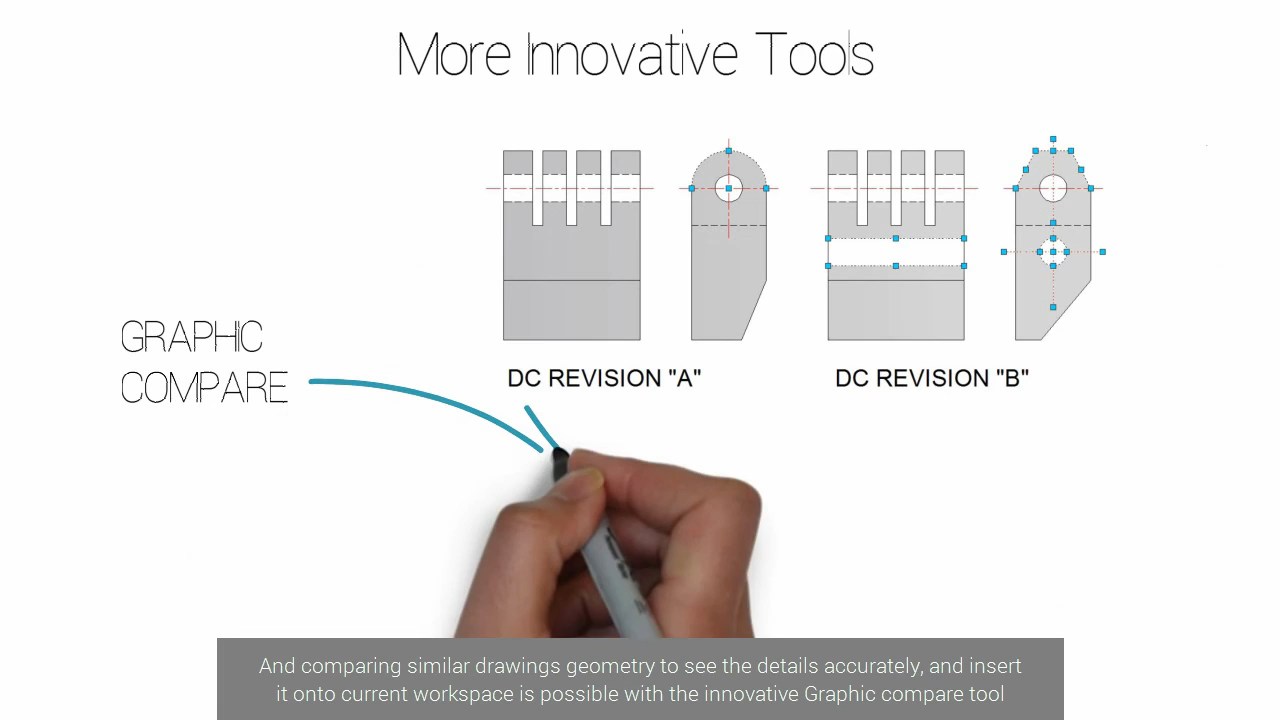 More Innovative Tools
GRAPHIC
COMPARE
DC REVISION "A"
DC REVISION "B"
And comparing similar drawings geometry to see the details accurately, and insert
it onto current workspace is possible with the innovative Graphic compare tool